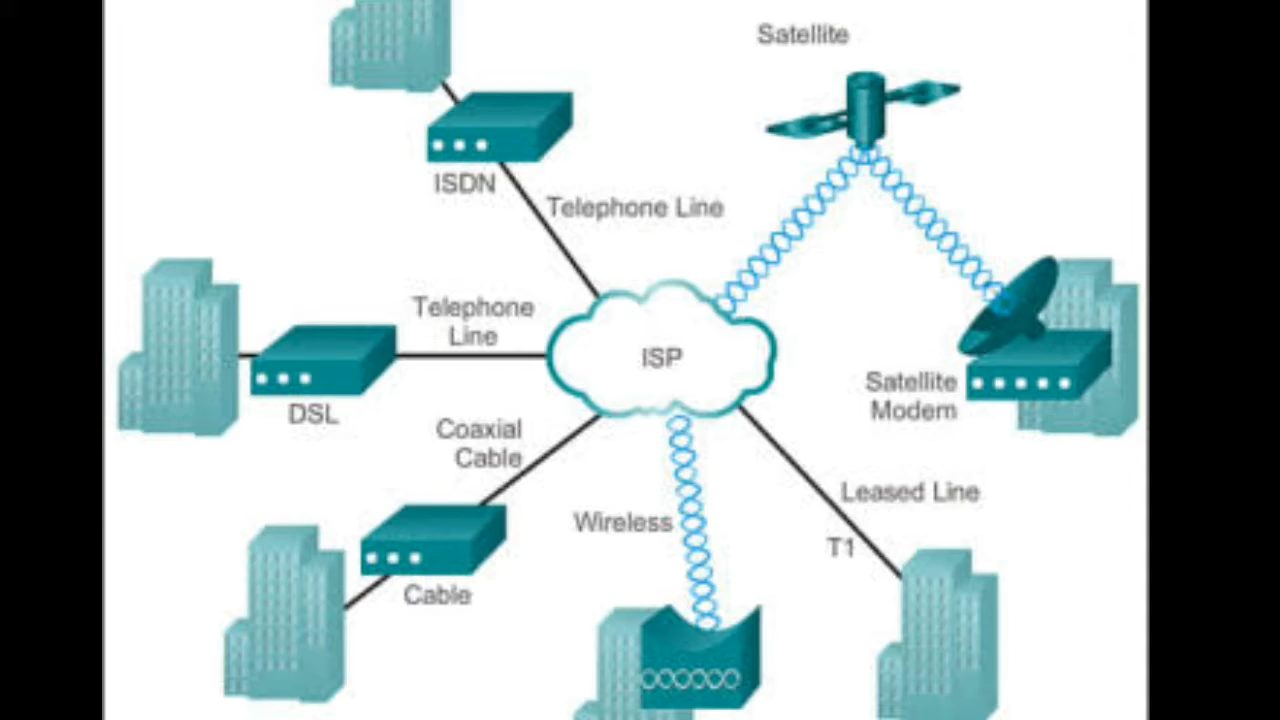 Satellite
ISDN
Telephone Line
Telephone
Line
ISP
DSL
Satellite
Modem
Coaxial
Cable
Leased Line
Wireless
T1
Cable